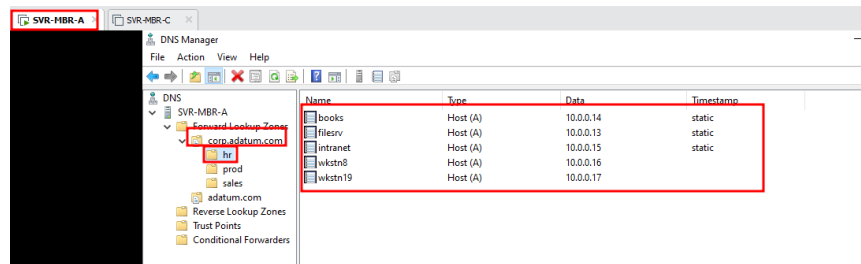 SVR-MBR-A × SVR-MBR-C ×
DNS Manager
File Action View Help
DNS
SVR-MBR-A
Forward Lookup Zones
corp.adatum.com
hr
prod
sales
adatum.com
Reverse Lookup Zones
Trust Points
Conditional Forwarders
Name Type Data Timestamp
books Host (A) 10.0.0.14 static
filesrv Host (A) 10.0.0.13 static
intranet Host (A) 10.0.0.15 static
wkstn8 Host (A) 10.0.0.16
wkstn19 Host (A) 10.0.0.17